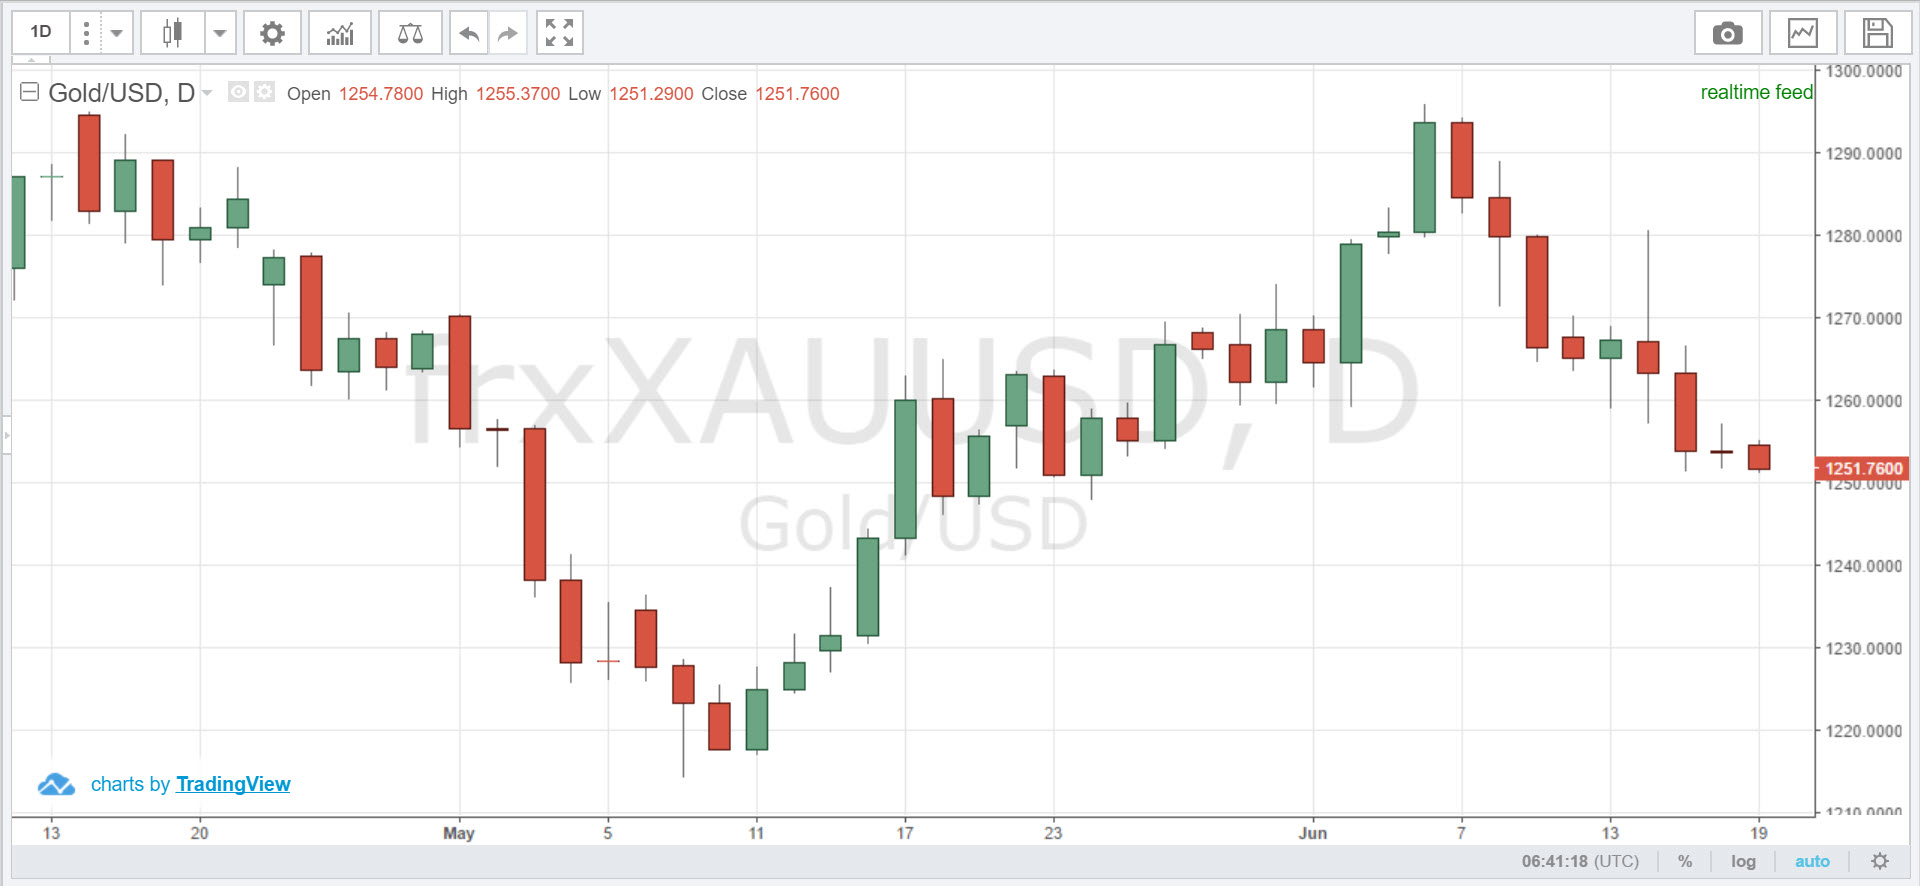 1D
Gold/USD, D Open 1254.7800 High 1255.3700 Low 1251.2900 Close 1251.7600
realtime feed
1300.0000
1290.0000
1280.0000
1270.0000
1260.0000
1251.7600
1250.0000
1240.0000
1230.0000
1220.0000
1210.0000
frxXAUUSD, D
Gold/USD
charts by TradingView
13 20 May 5 11 17 23 Jun 7 13 19
06:41:18 (UTC) % log auto